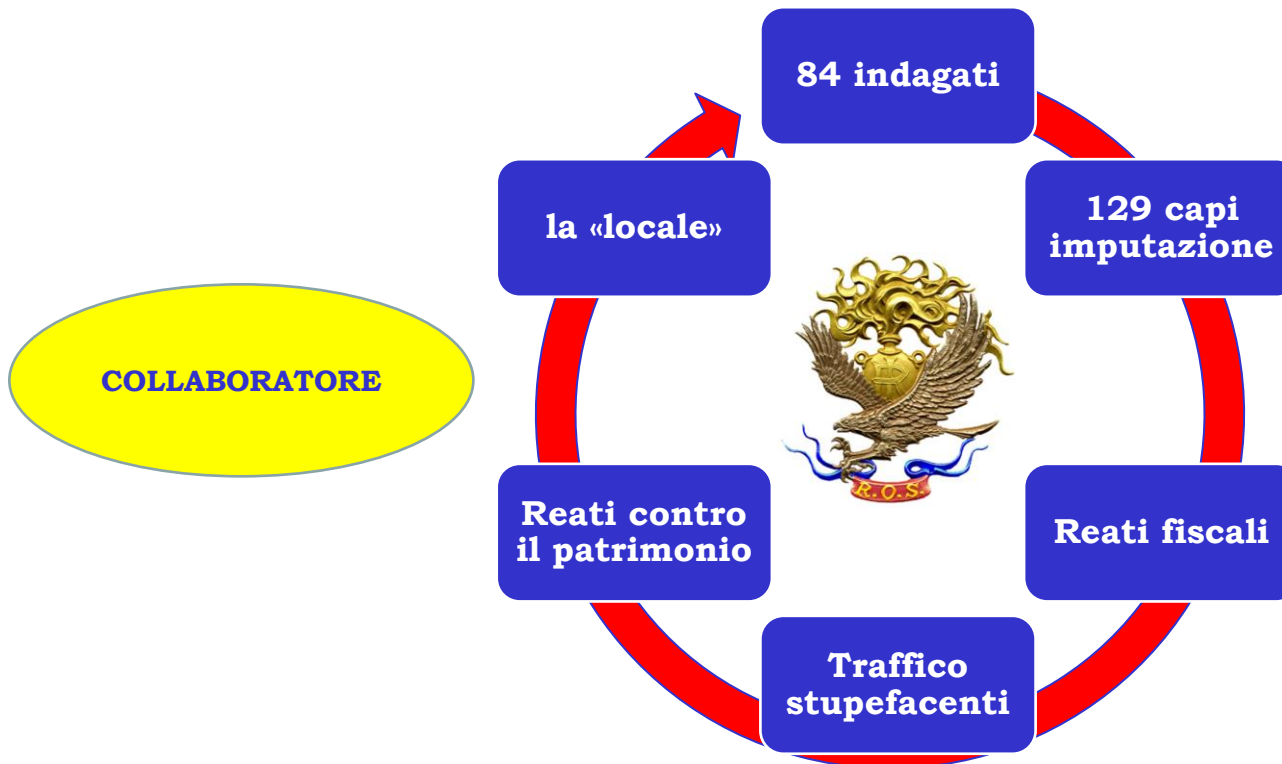 84 indagati
129 capi
imputazione
Reati fiscali
Traffico
stupefacenti
Reati contro
il patrimonio
la «locale»
COLLABORATORE
R.O.S.